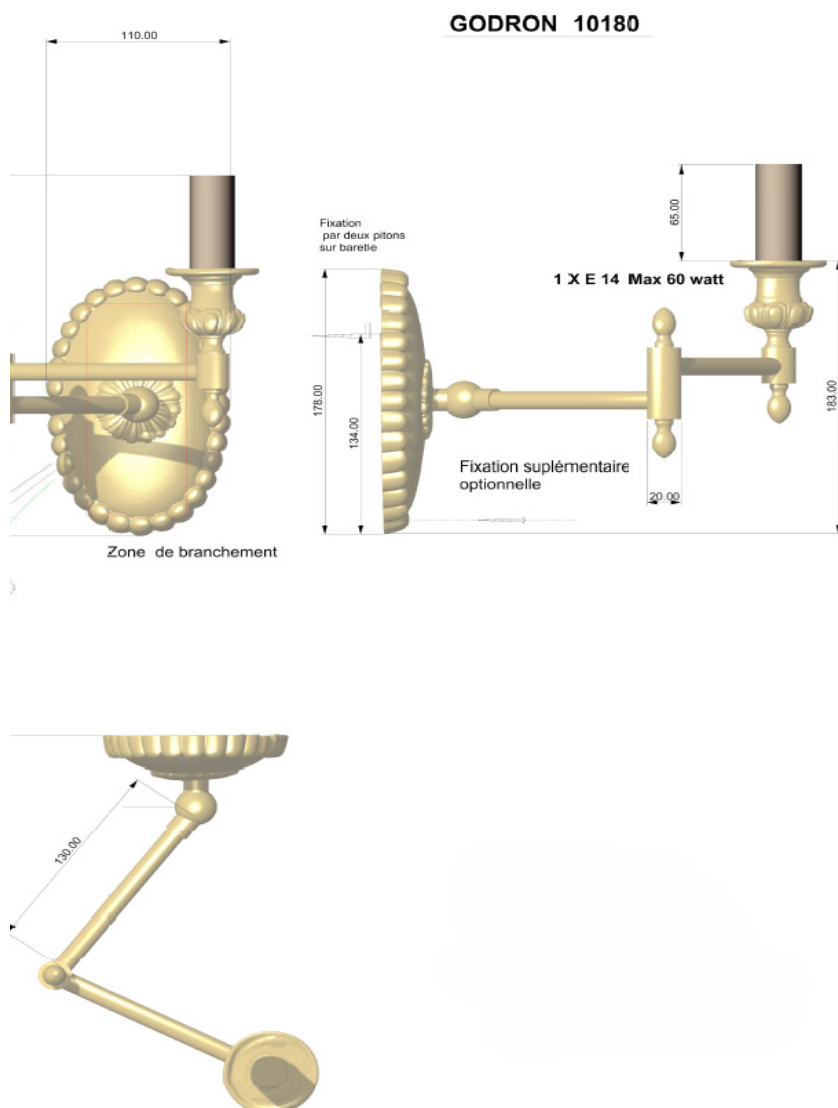 GODRON 10180
110.00
65.00
Fixation
par deux pitons
sur baretle
1 X E 14 Max 60 watt
178.00
134.00
183.00
Fixation suplémentaire
optionnelle
20.00
Zone de branchement
130.00